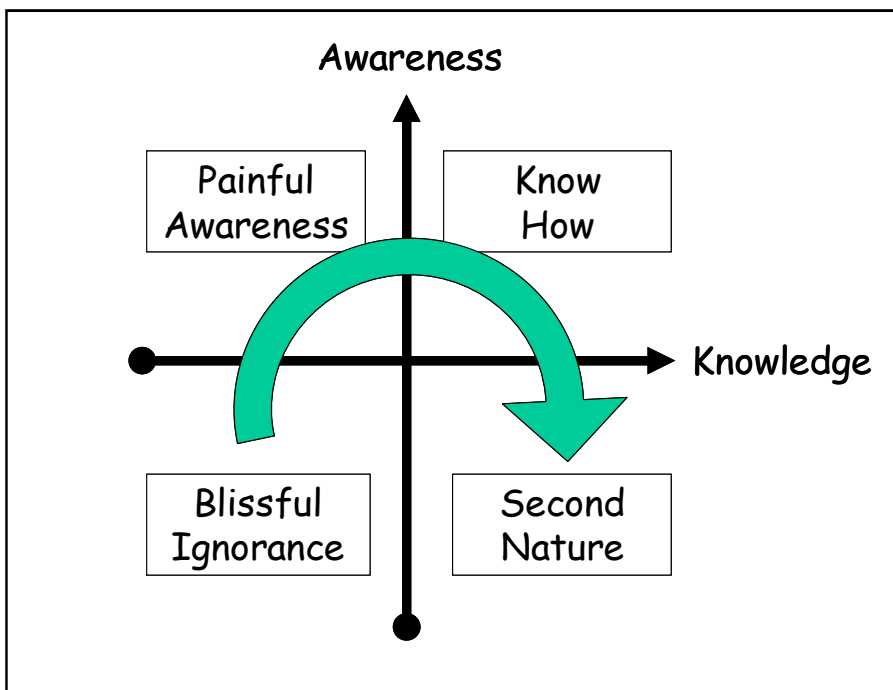 Awareness
Painful
Awareness
Know
How
Knowledge
Blissful
Ignorance
Second
Nature